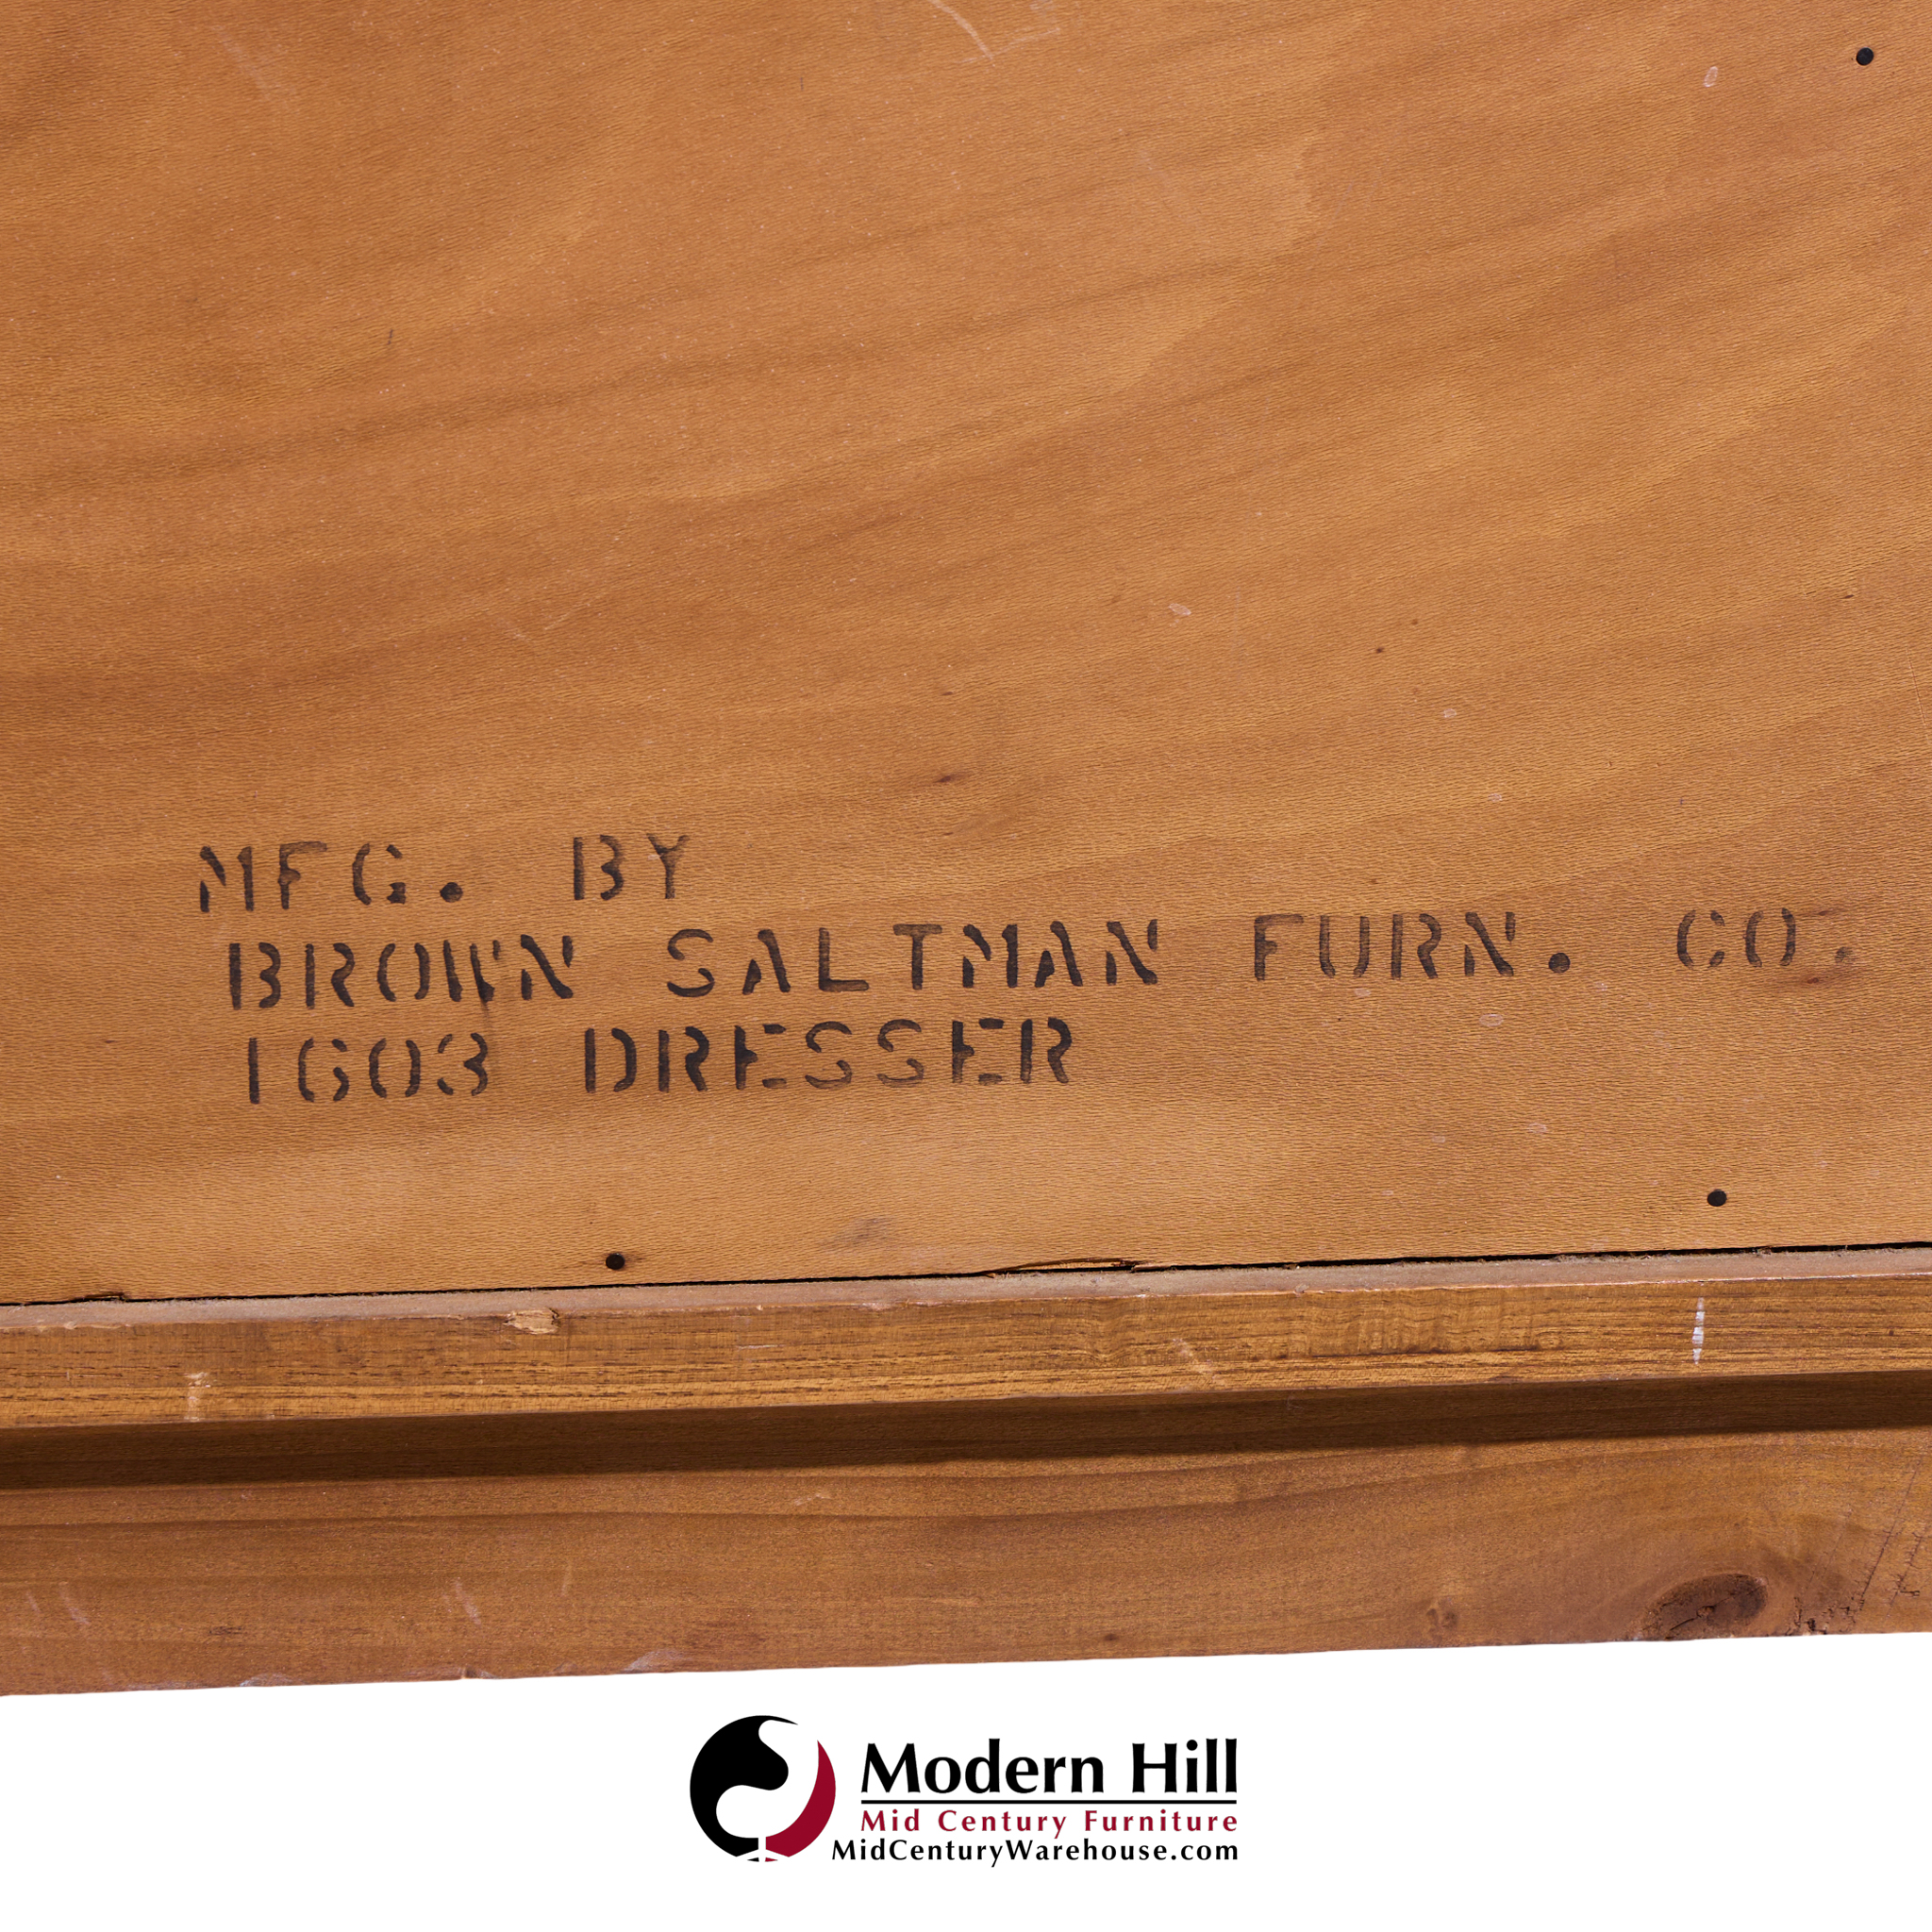 MFG. BY
BROWN SALTMAN FURN. CO.
1603 DRESSER
Modern Hill
Mid Century Furniture
MidCenturyWarehouse.com